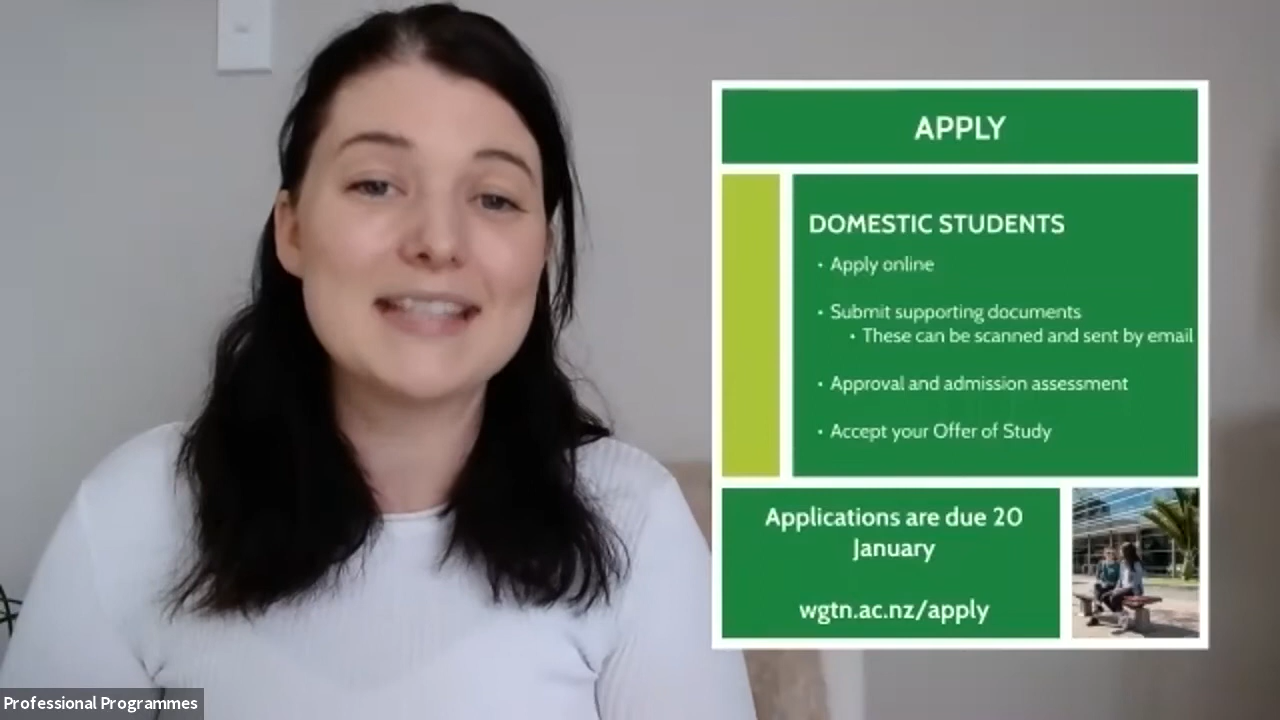 APPLY
DOMESTIC STUDENTS
• Apply online
• Submit supporting documents
• These can be scanned and sent by email
• Approval and admission assessment
• Accept your Offer of Study
Applications are due 20
January
wgtn.ac.nz/apply
Professional Programmes